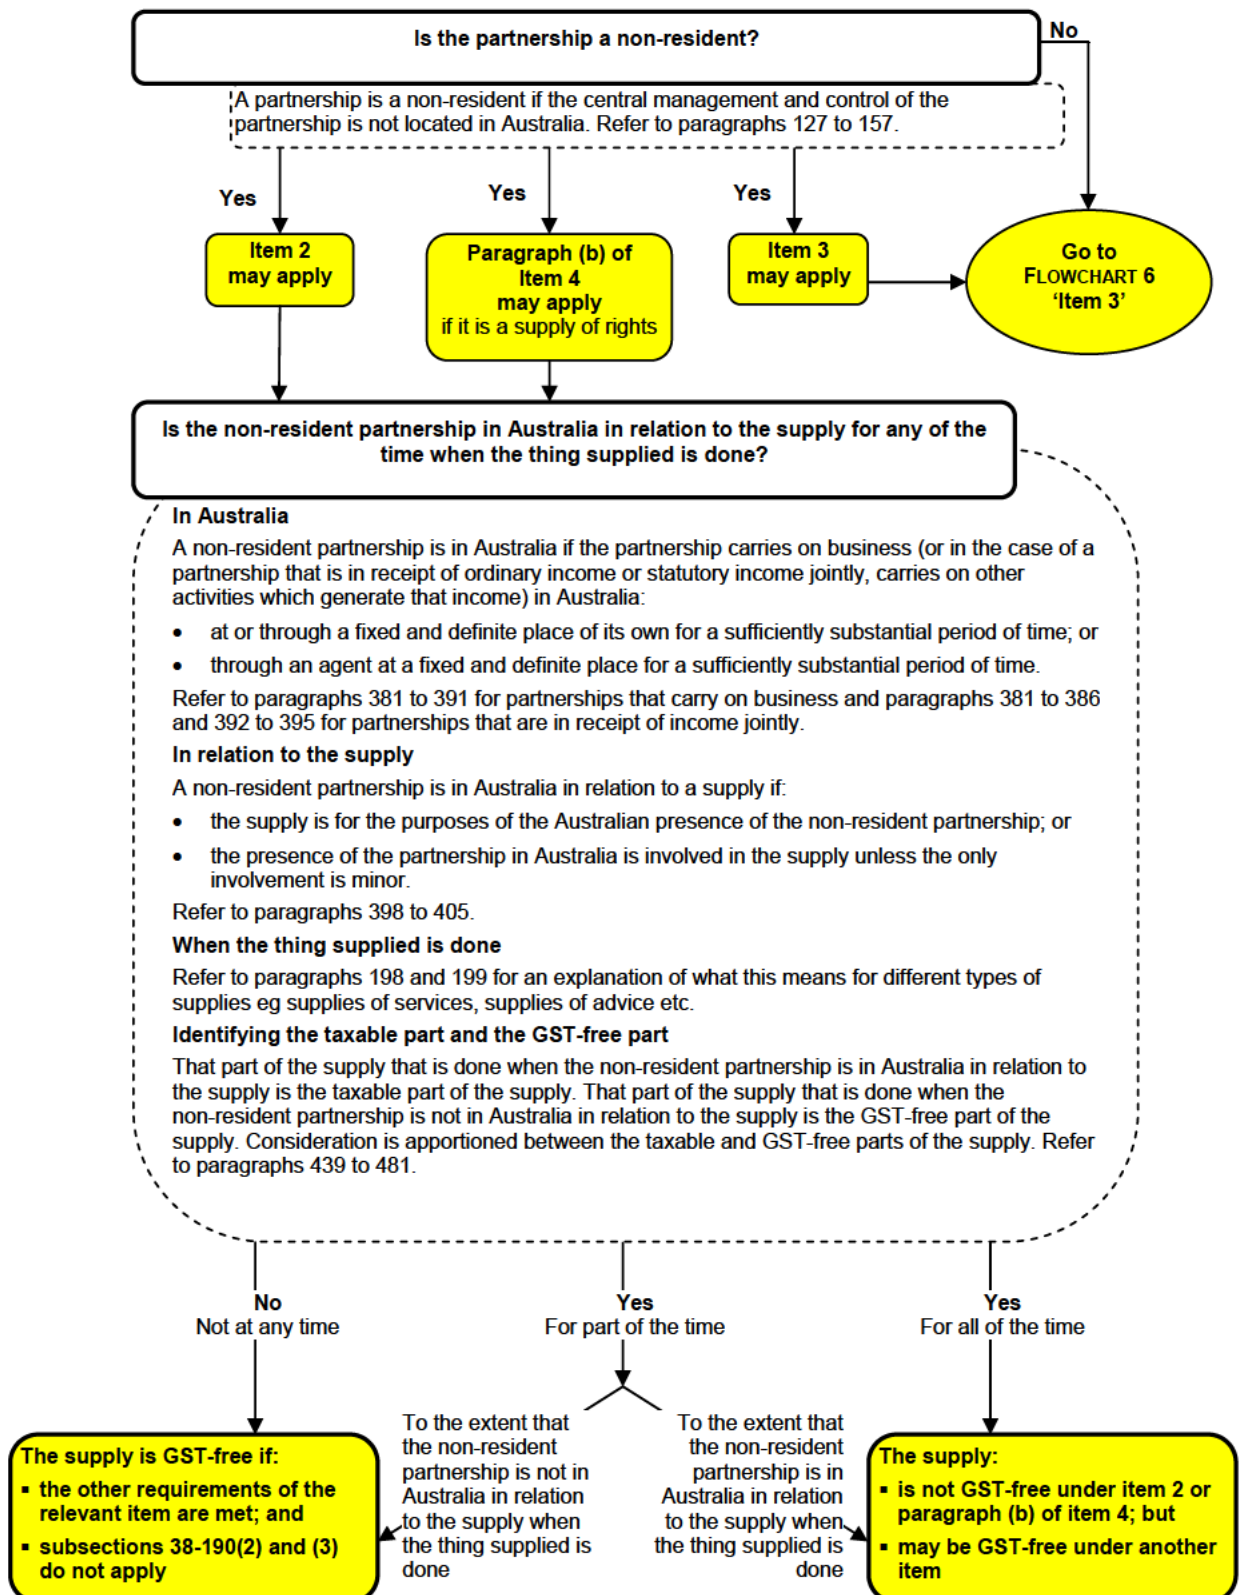 Is the partnership a non-resident?
No
A partnership is a non-resident if the central management and control of the
partnership is not located in Australia. Refer to paragraphs 127 to 157.
Yes
Yes
Yes
Item 2
may apply
Paragraph (b) of
Item 4
may apply
if it is a supply of rights
Item 3
may apply
Go to
FLOWCHART 6
‘Item 3’
Is the non-resident partnership in Australia in relation to the supply for any of the
time when the thing supplied is done?
In Australia
A non-resident partnership is in Australia if the partnership carries on business (or in the case of a
partnership that is in receipt of ordinary income or statutory income jointly, carries on other
activities which generate that income) in Australia:
• at or through a fixed and definite place of its own for a sufficiently substantial period of time; or
• through an agent at a fixed and definite place for a sufficiently substantial period of time.
Refer to paragraphs 381 to 391 for partnerships that carry on business and paragraphs 381 to 386
and 392 to 395 for partnerships that are in receipt of income jointly.
In relation to the supply
A non-resident partnership is in Australia in relation to a supply if:
• the supply is for the purposes of the Australian presence of the non-resident partnership; or
• the presence of the partnership in Australia is involved in the supply unless the only
involvement is minor.
Refer to paragraphs 398 to 405.
When the thing supplied is done
Refer to paragraphs 198 and 199 for an explanation of what this means for different types of
supplies eg supplies of services, supplies of advice etc.
Identifying the taxable part and the GST-free part
That part of the supply that is done when the non-resident partnership is in Australia in relation to
the supply is the taxable part of the supply. That part of the supply that is done when the
non-resident partnership is not in Australia in relation to the supply is the GST-free part of the
supply. Consideration is apportioned between the taxable and GST-free parts of the supply. Refer
to paragraphs 439 to 481.
No
Not at any time
Yes
For part of the time
Yes
For all of the time
The supply is GST-free if:
▪ the other requirements of the
relevant item are met; and
▪ subsections 38-190(2) and (3)
do not apply
To the extent that
the non-resident
partnership is not in
Australia in relation
to the supply when
the thing supplied is
done
To the extent that
the non-resident
partnership is in
Australia in relation
to the supply when
the thing supplied is
done
The supply:
▪ is not GST-free under item 2 or
paragraph (b) of item 4; but
▪ may be GST-free under another
item